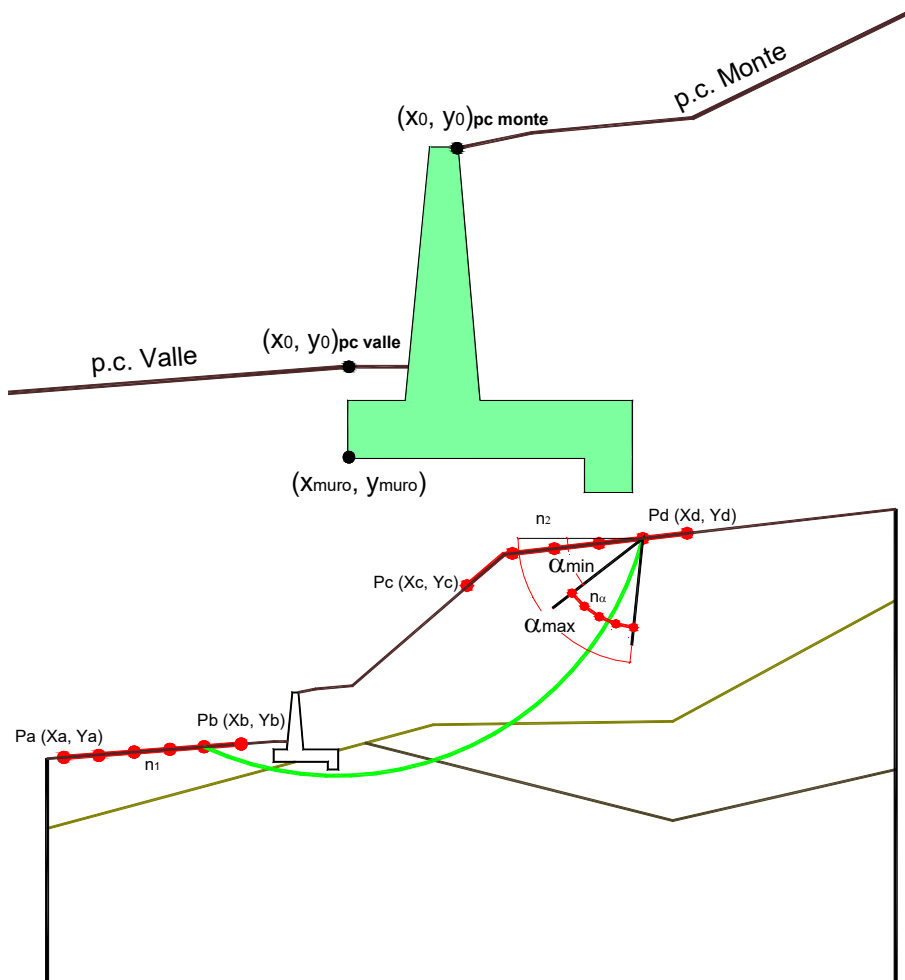 p.c. Monte
(x0, y0)pc monte
(x0, y0)pc valle
p.c. Valle
(xmuro, ymuro)
n2
Pd (Xd, Yd)
αmin
Pc (Xc, Yc)
nα
αmax
Pb (Xb, Yb)
Pa (Xa, Ya)
n1